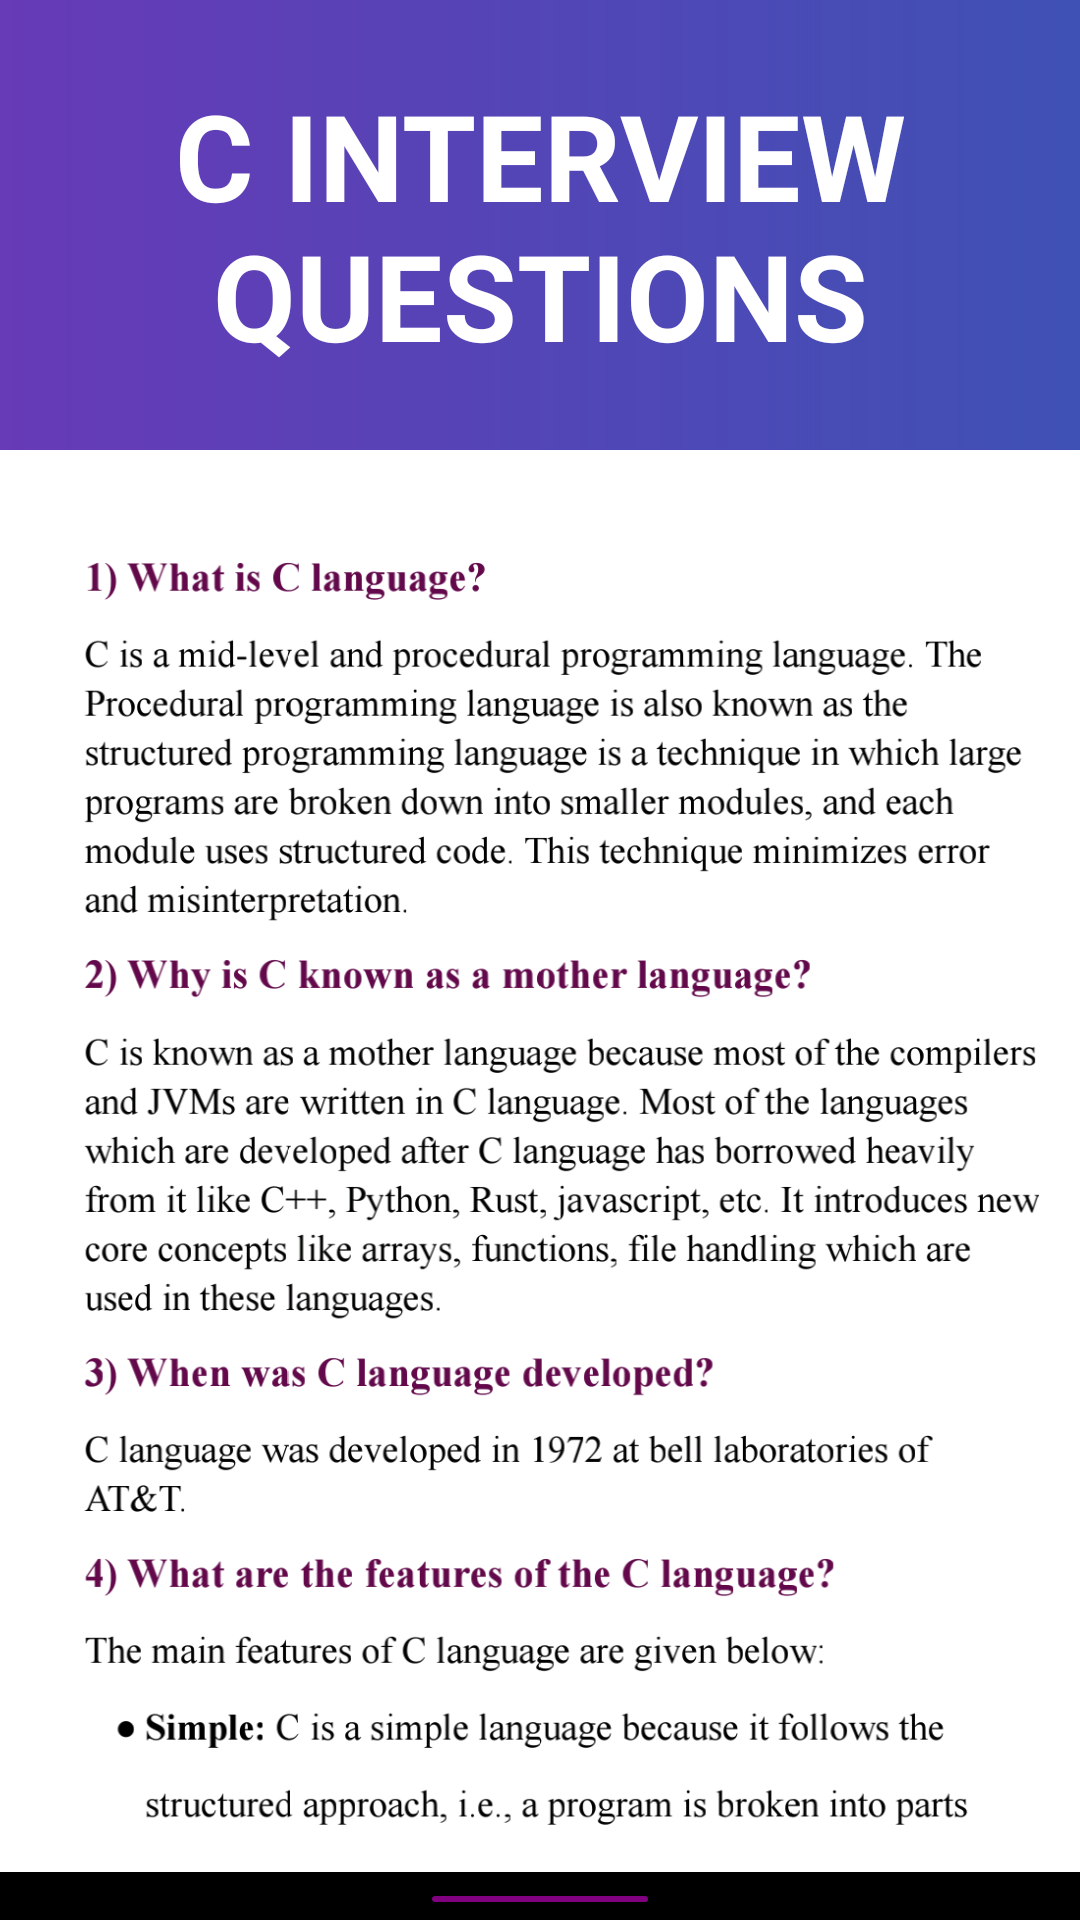 C INTERVIEW
QUESTIONS
1) What is C language?
C is a mid-level and procedural programming language. The
Procedural programming language is also known as the
structured programming language is a technique in which large
programs are broken down into smaller modules, and each
module uses structured code. This technique minimizes error
and misinterpretation.
2) Why is C known as a mother language?
C is known as a mother language because most of the compilers
and JVMs are written in C language. Most of the languages
which are developed after C language has borrowed heavily
from it like C++, Python, Rust, javascript, etc. It introduces new
core concepts like arrays, functions, file handling which are
used in these languages.
3) When was C language developed?
C language was developed in 1972 at bell laboratories of
AT&T.
4) What are the features of the C language?
The main features of C language are given below:
● Simple: C is a simple language because it follows the
structured approach, i.e., a program is broken into parts